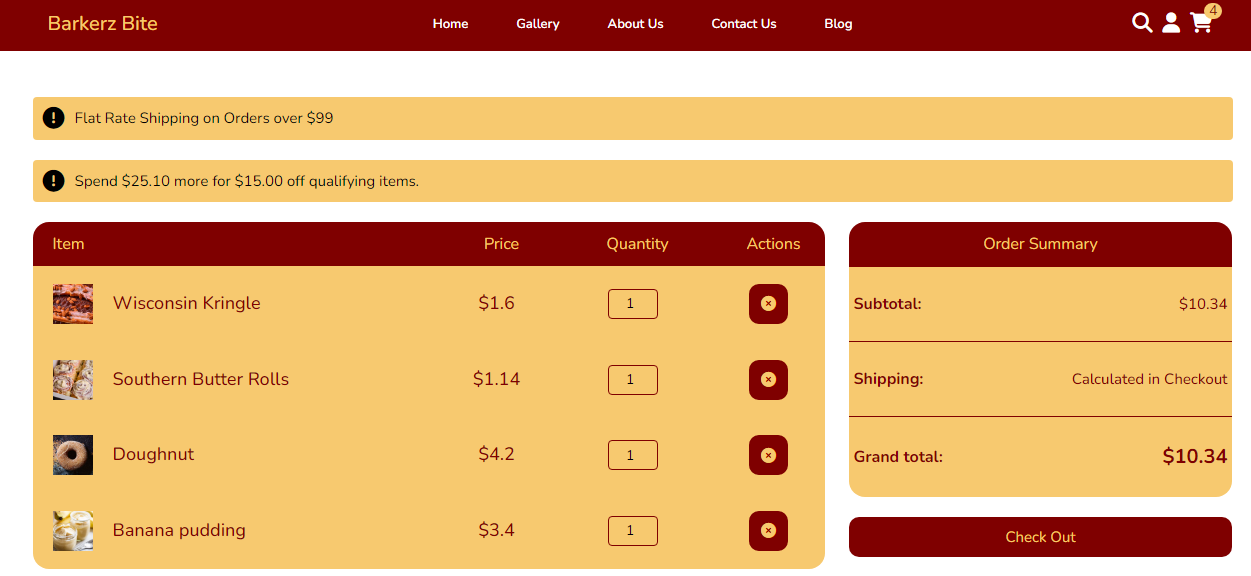 Barkerz Bite Home Gallery About Us Contact Us Blog 4
Flat Rate Shipping on Orders over $99
Spend $25.10 more for $15.00 off qualifying items.
Item Price Quantity Actions
Wisconsin Kringle $1.6 1
Southern Butter Rolls $1.14 1
Doughnut $4.2 1
Banana pudding $3.4 1
Order Summary
Subtotal: $10.34
Shipping: Calculated in Checkout
Grand total: $10.34
Check Out